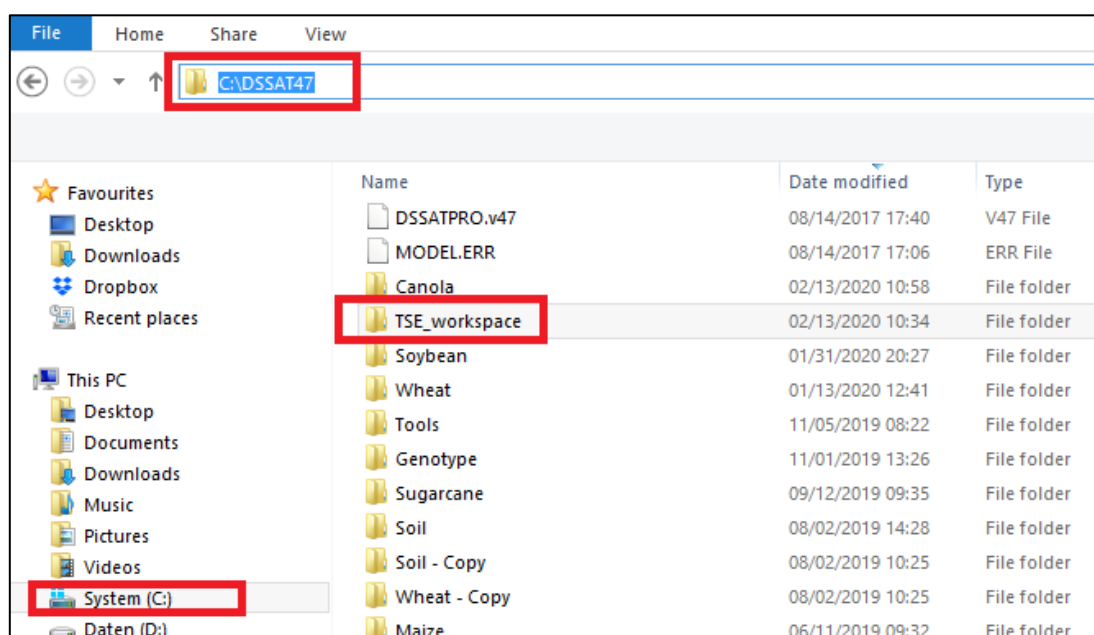 File Home Share View
C:\DSSAT47
Name Date modified Type
Favourites
Desktop
Downloads
Dropbox
Recent places
This PC
Desktop
Documents
Downloads
Music
Pictures
Videos
System (C:)
Daten (D:)
DSSATPRO.v47 08/14/2017 17:40 V47 File
MODEL.ERR 08/14/2017 17:06 ERR File
Canola 02/13/2020 10:58 File folder
TSE_workspace 02/13/2020 10:34 File folder
Soybean 01/31/2020 20:27 File folder
Wheat 01/13/2020 12:41 File folder
Tools 11/05/2019 08:22 File folder
Genotype 11/01/2019 13:26 File folder
Sugarcane 09/12/2019 09:35 File folder
Soil 08/02/2019 14:28 File folder
Soil - Copy 08/02/2019 10:25 File folder
Wheat - Copy 08/02/2019 10:25 File folder
Maize 06/11/2019 09:32 File folder